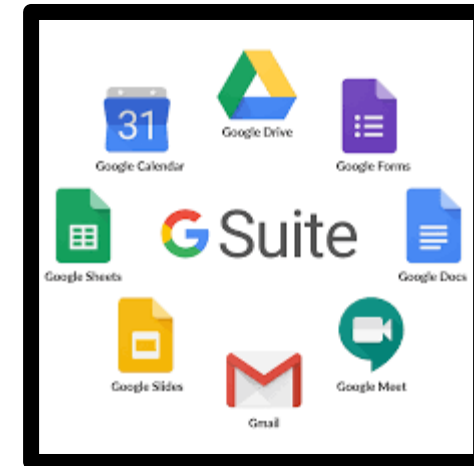 Google Drive
31
Google Calendar
Google Forms
G Suite
Google Sheets
Google Docs
Google Slides
Google Meet
Gmail